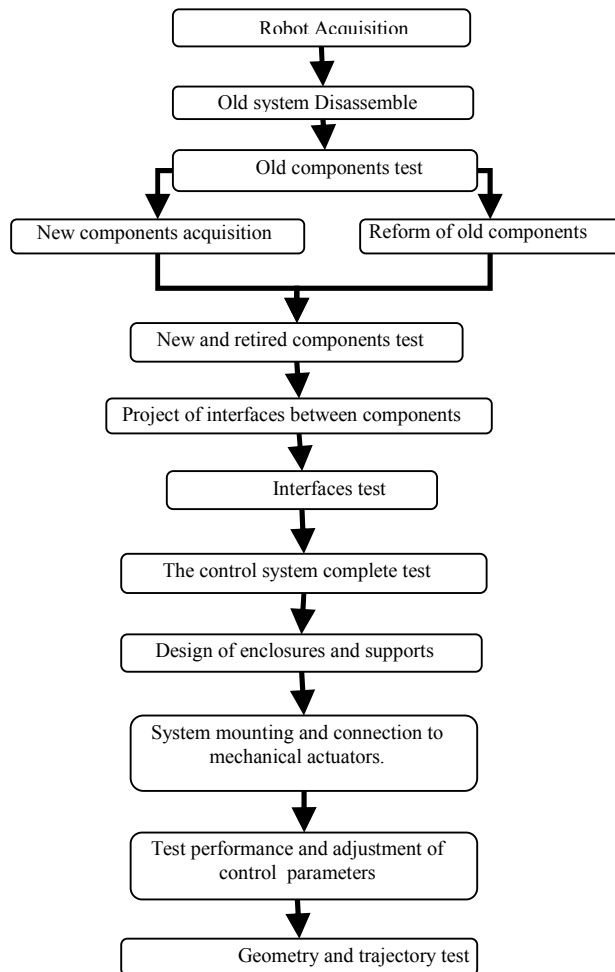 Robot Acquisition
Old system Disassemble
Old components test
New components acquisition
Reform of old components
New and retired components test
Project of interfaces between components
Interfaces test
The control system complete test
Design of enclosures and supports
System mounting and connection to
mechanical actuators.
Test performance and adjustment of
control parameters
Geometry and trajectory test